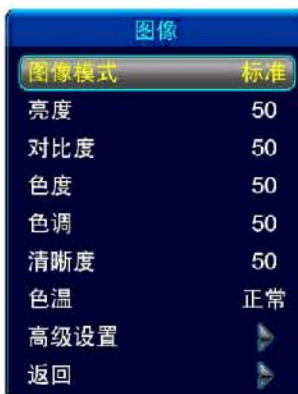 图像
图像模式 标准
亮度 50
对比度 50
色度 50
色调 50
清晰度 50
色温 正常
高级设置
返回